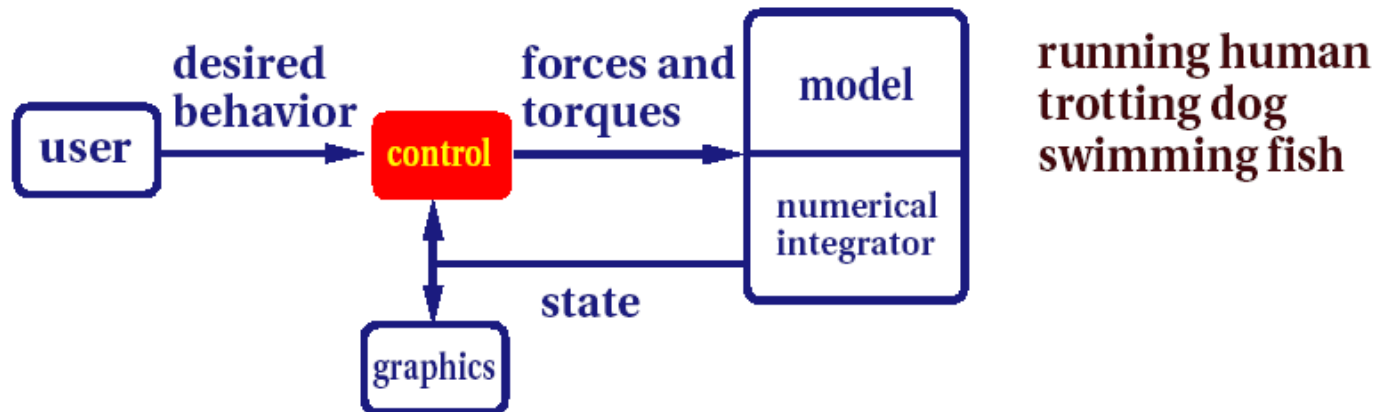 desired
behavior
forces and
torques
model
running human
trotting dog
swimming fish
user
control
numerical
integrator
state
graphics